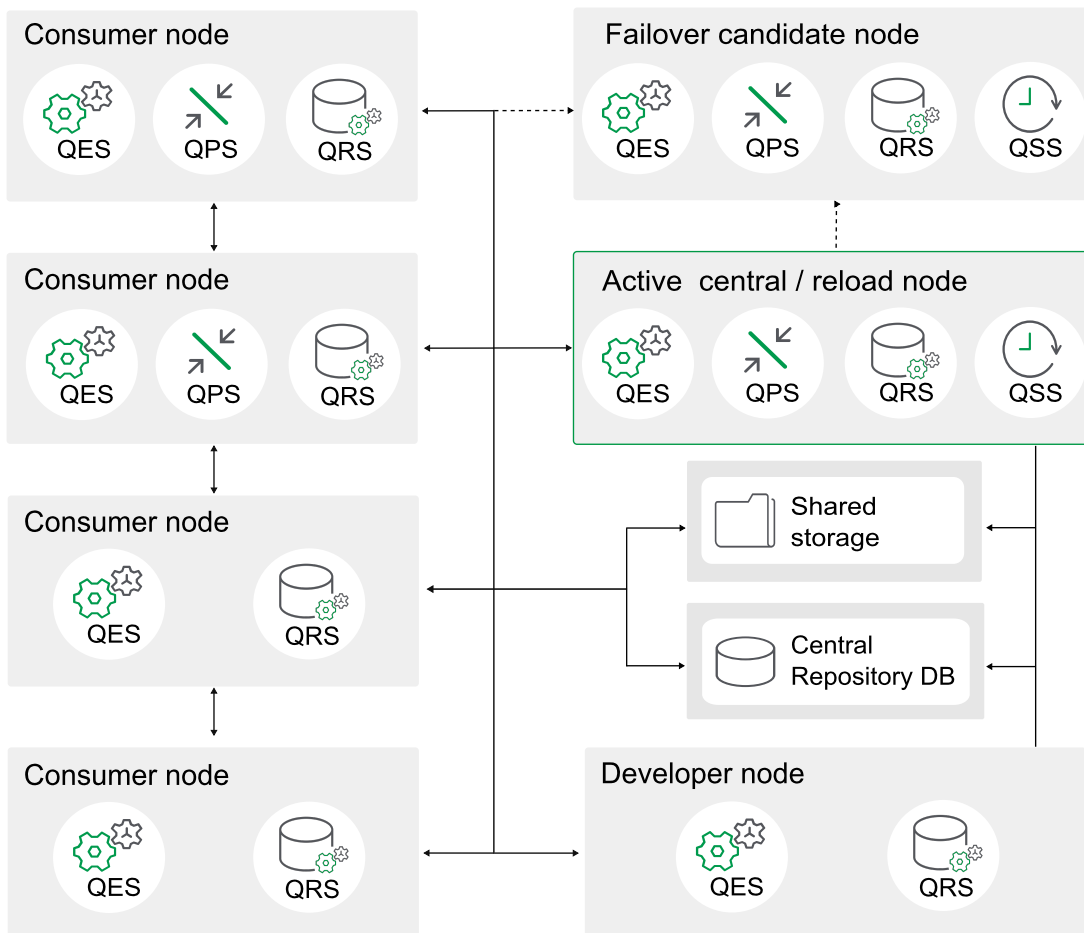 Consumer node
QES
QPS
QRS
Failover candidate node
QES
QPS
QRS
QSS
Consumer node
QES
QPS
QRS
Active central / reload node
QES
QPS
QRS
QSS
Consumer node
QES
QRS
Shared
storage
Central
Repository DB
Consumer node
QES
QRS
Developer node
QES
QRS